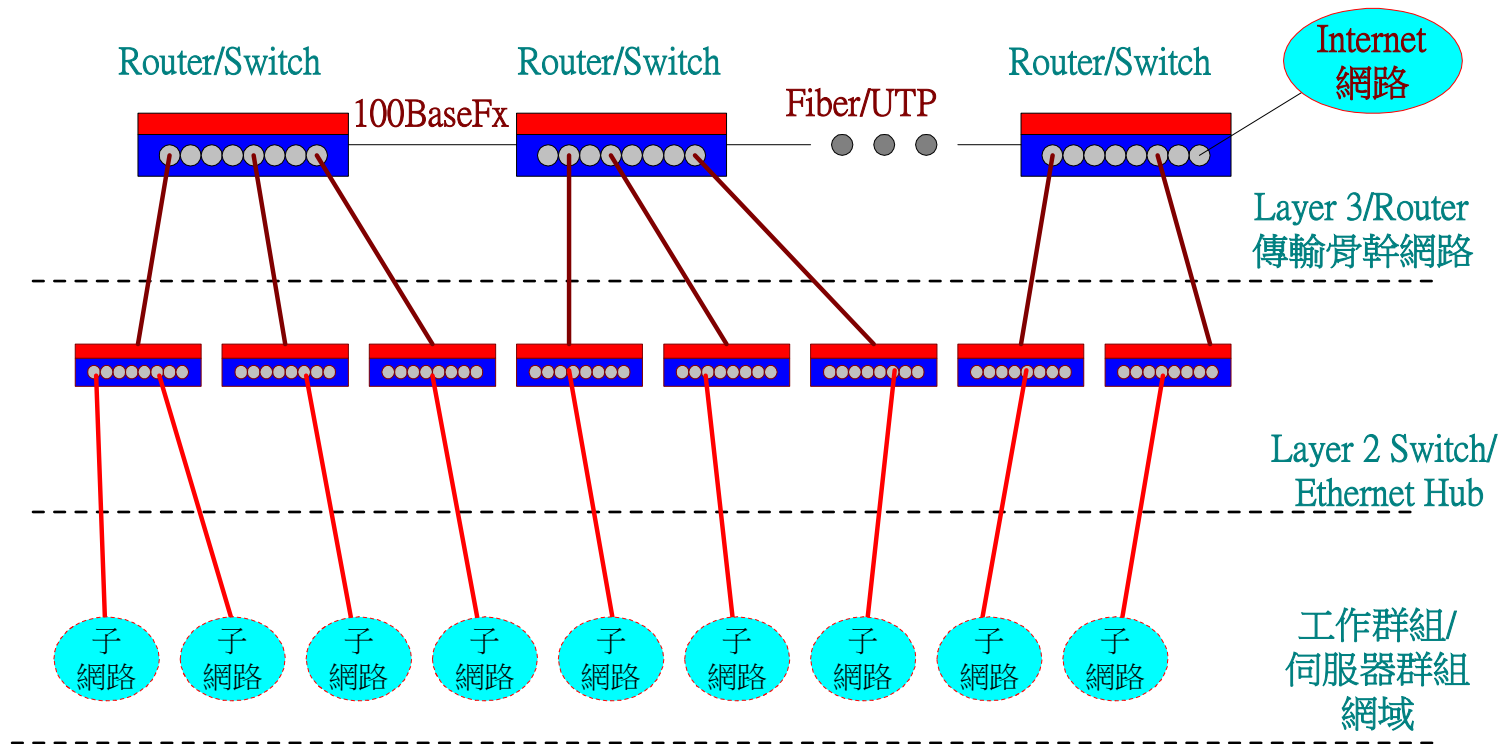 Router/Switch
Router/Switch
Router/Switch
Internet
網路
100BaseFx
Fiber/UTP
Layer 3/Router
傳輸骨幹網路
Layer 2 Switch/
Ethernet Hub
子
網路
子
網路
子
網路
子
網路
子
網路
子
網路
子
網路
子
網路
子
網路
工作群組/
伺服器群組
網域